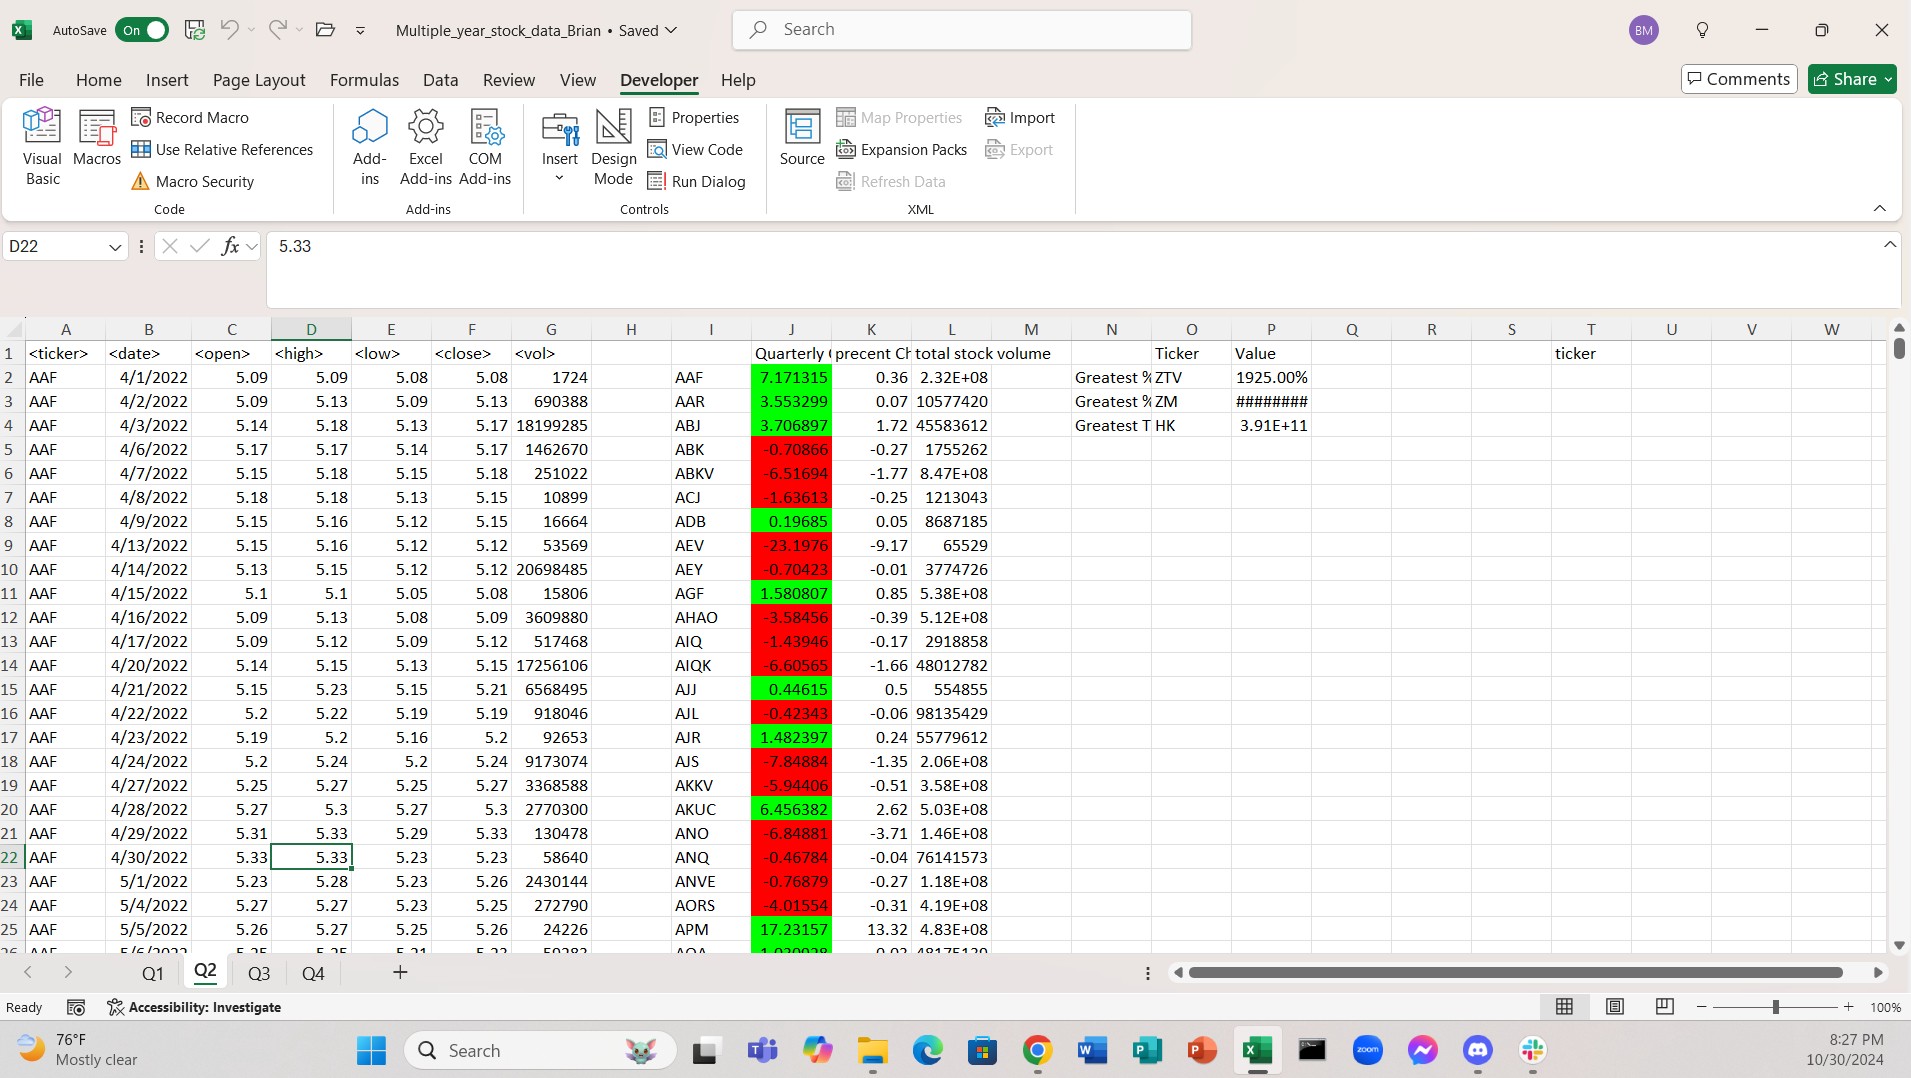 AutoSave On Multiple_year_stock_data_Brian • Saved Search BM
File Home Insert Page Layout Formulas Data Review View Developer Help Comments Share
Visual Basic Macros Record Macro Use Relative References Macro Security Code
Add-ins Excel Add-ins COM Add-ins Add-ins
Insert Design Mode Properties View Code Run Dialog Controls
Source Map Properties Expansion Packs Refresh Data Import Export XML
D22 fx 5.33
A B C D E F G H I J K L M N O P Q R S T U V W
1 <ticker> <date> <open> <high> <low> <close> <vol> Quarterly precent Ch total stock volume Ticker Value ticker
2 AAF 4/1/2022 5.09 5.09 5.08 5.08 1724 AAF 7.171315 0.36 2.32E+08 Greatest % ZTV 1925.00%
3 AAF 4/2/2022 5.09 5.13 5.09 5.13 690388 AAR 3.553299 0.07 10577420 Greatest % ZM ########
4 AAF 4/3/2022 5.14 5.18 5.13 5.17 18199285 ABJ 3.706897 1.72 45583612 Greatest T HK 3.91E+11
5 AAF 4/6/2022 5.17 5.17 5.14 5.17 1462670 ABK -0.70866 -0.27 1755262
6 AAF 4/7/2022 5.15 5.18 5.15 5.18 251022 ABKV -6.51694 -1.77 8.47E+08
7 AAF 4/8/2022 5.18 5.18 5.13 5.15 10899 ACJ -1.63613 -0.25 1213043
8 AAF 4/9/2022 5.15 5.16 5.12 5.15 16664 ADB 0.19685 0.05 8687185
9 AAF 4/13/2022 5.15 5.16 5.12 5.12 53569 AEV -23.1976 -9.17 65529
10 AAF 4/14/2022 5.13 5.15 5.12 5.12 20698485 AEY -0.70423 -0.01 3774726
11 AAF 4/15/2022 5.1 5.1 5.05 5.08 15806 AGF 1.580807 0.85 5.38E+08
12 AAF 4/16/2022 5.09 5.13 5.08 5.09 3609880 AHAO -3.58456 -0.39 5.12E+08
13 AAF 4/17/2022 5.09 5.12 5.09 5.12 517468 AIQ -1.43946 -0.17 2918858
14 AAF 4/20/2022 5.14 5.15 5.13 5.15 17256106 AIQK -6.60565 -1.66 48012782
15 AAF 4/21/2022 5.15 5.23 5.15 5.21 6568495 AJJ 0.44615 0.5 554855
16 AAF 4/22/2022 5.2 5.22 5.19 5.19 918046 AJL -0.42343 -0.06 98135429
17 AAF 4/23/2022 5.19 5.2 5.16 5.2 92653 AJR 1.482397 0.24 55779612
18 AAF 4/24/2022 5.2 5.24 5.2 5.24 9173074 AJS -7.84884 -1.35 2.06E+08
19 AAF 4/27/2022 5.25 5.27 5.25 5.27 3368588 AKKV -5.94406 -0.51 3.58E+08
20 AAF 4/28/2022 5.27 5.3 5.27 5.3 2770300 AKUC 6.456382 2.62 5.03E+08
21 AAF 4/29/2022 5.31 5.33 5.29 5.33 130478 ANO -6.84881 -3.71 1.46E+08
22 AAF 4/30/2022 5.33 5.33 5.23 5.23 58640 ANQ -0.46784 -0.04 76141573
23 AAF 5/1/2022 5.23 5.28 5.23 5.26 2430144 ANVE -0.76879 -0.27 1.18E+08
24 AAF 5/4/2022 5.27 5.27 5.23 5.25 272790 AORS -4.01554 -0.31 4.19E+08
25 AAF 5/5/2022 5.26 5.27 5.25 5.26 24226 APM 17.23157 13.32 4.83E+08
Q1 Q2 Q3 Q4
Ready Accessibility: Investigate 100%
76°F Mostly clear Search zoom 8:27 PM 10/30/2024